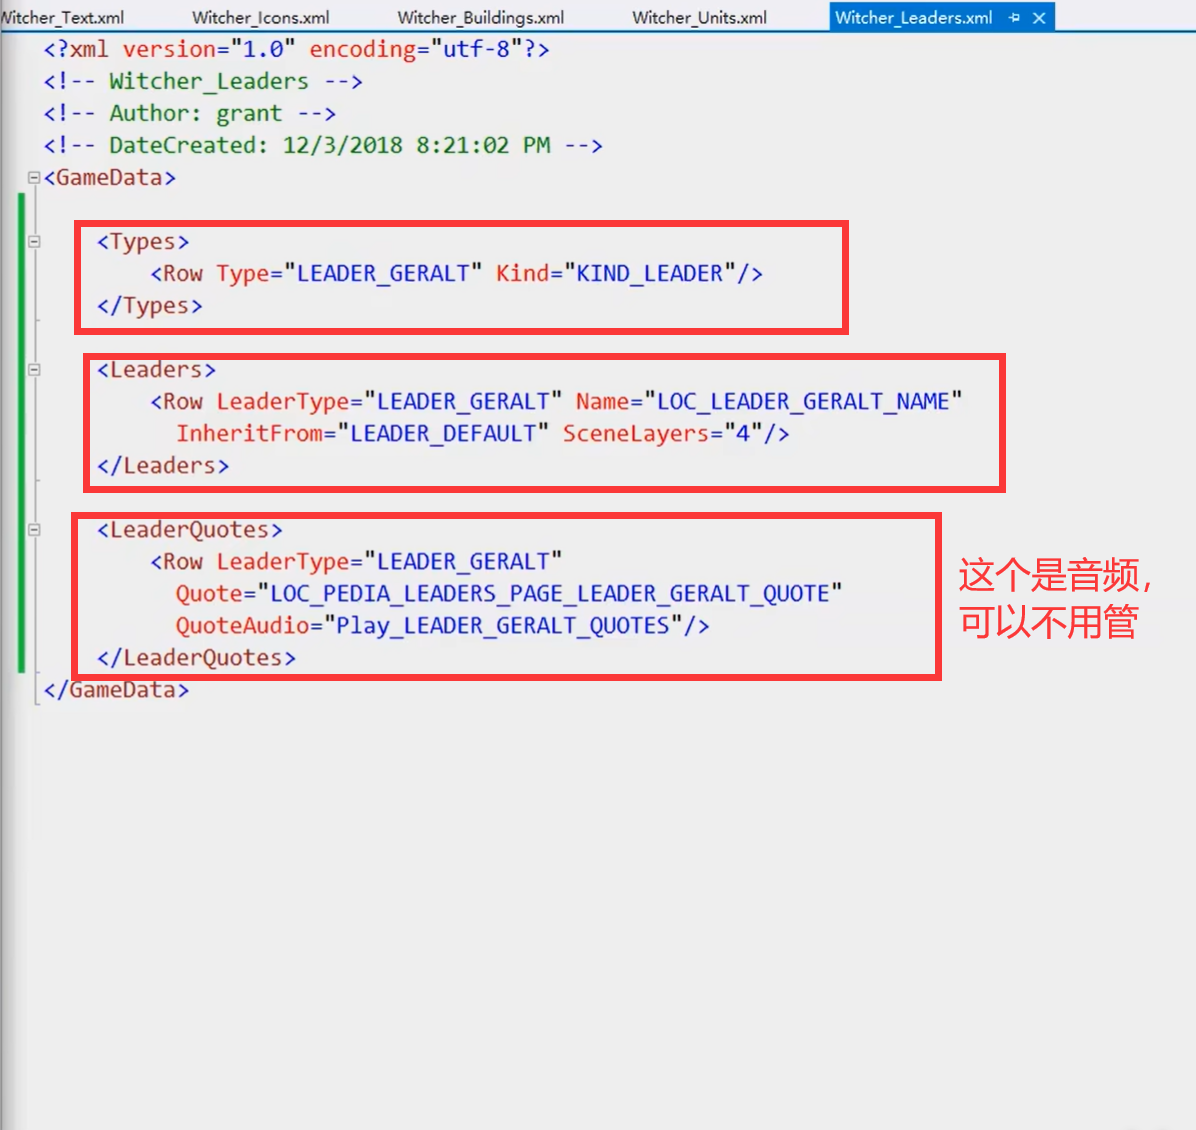 Witcher_Text.xml Witcher_Icons.xml Witcher_Buildings.xml Witcher_Units.xml Witcher_Leaders.xml
<?xml version="1.0" encoding="utf-8"?>
<!-- Witcher_Leaders -->
<!-- Author: grant -->
<!-- DateCreated: 12/3/2018 8:21:02 PM -->
<GameData>
<Types>
<Row Type="LEADER_GERALT" Kind="KIND_LEADER"/>
</Types>
<Leaders>
<Row LeaderType="LEADER_GERALT" Name="LOC_LEADER_GERALT_NAME"
InheritFrom="LEADER_DEFAULT" SceneLayers="4"/>
</Leaders>
<LeaderQuotes>
<Row LeaderType="LEADER_GERALT"
Quote="LOC_PEDIA_LEADERS_PAGE_LEADER_GERALT_QUOTE"
QuoteAudio="Play_LEADER_GERALT_QUOTES"/>
</LeaderQuotes>
</GameData>
这个是音频，
可以不用管